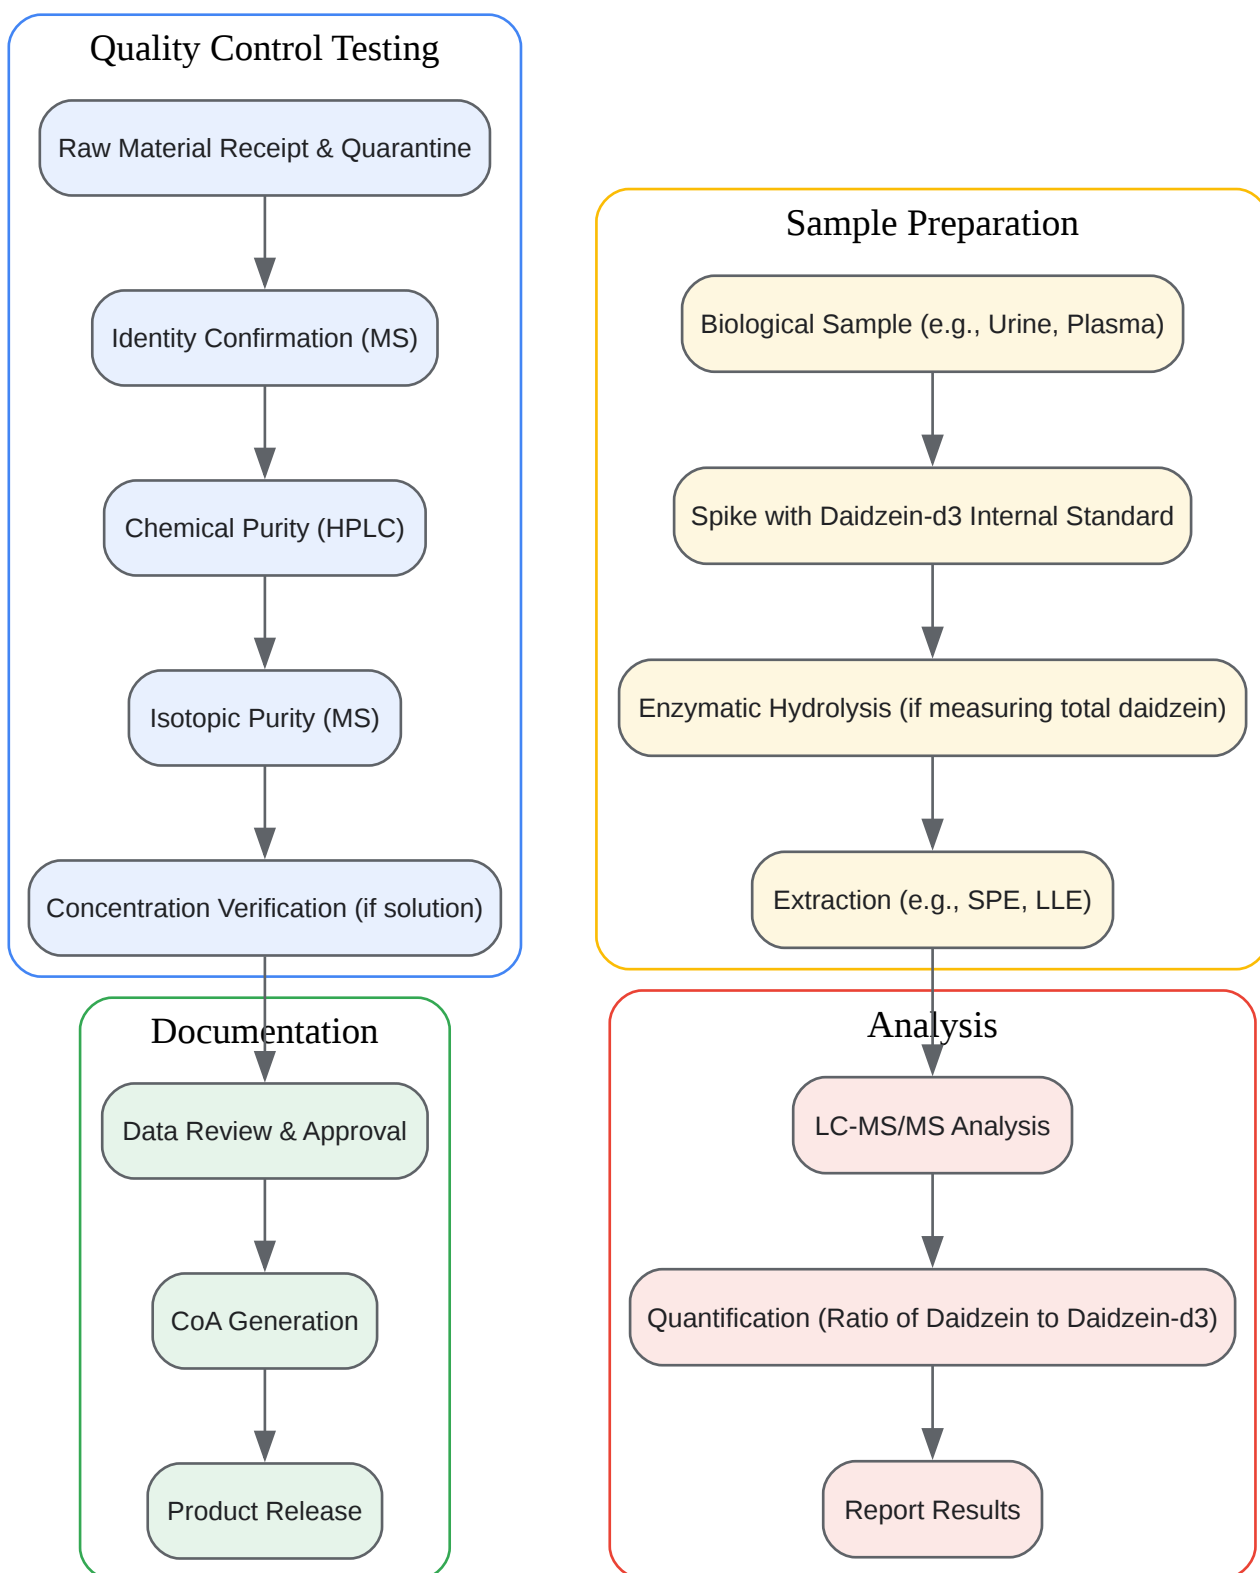 Quality Control Testing
Raw Material Receipt & Quarantine
Identity Confirmation (MS)
Chemical Purity (HPLC)
Isotopic Purity (MS)
Concentration Verification (if solution)
Documentation
Data Review & Approval
CoA Generation
Product Release
Sample Preparation
Biological Sample (e.g., Urine, Plasma)
Spike with Daidzein-d3 Internal Standard
Enzymatic Hydrolysis (if measuring total daidzein)
Extraction (e.g., SPE, LLE)
Analysis
LC-MS/MS Analysis
Quantification (Ratio of Daidzein to Daidzein-d3)
Report Results